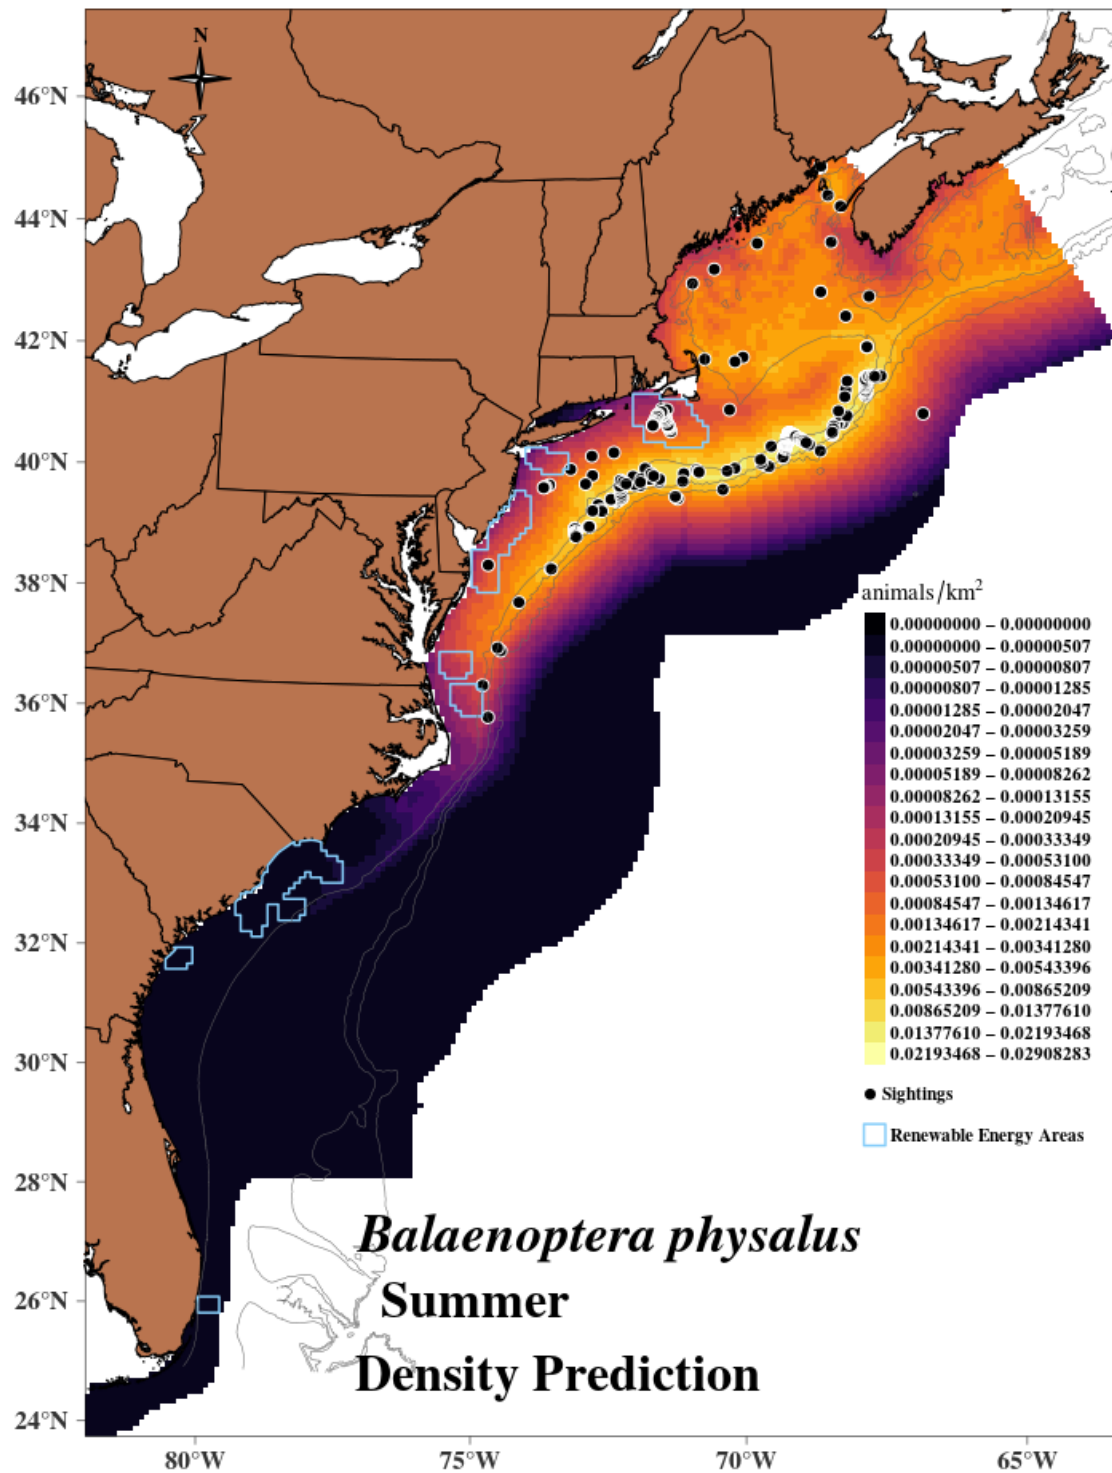 N
46°N
44°N
42°N
40°N
38°N
36°N
34°N
32°N
30°N
28°N
26°N
24°N
80°W
75°W
70°W
65°W
animals/km²
0.00000000 – 0.00000000
0.00000000 – 0.00000507
0.00000507 – 0.00000807
0.00000807 – 0.00001285
0.00001285 – 0.00002047
0.00002047 – 0.00003259
0.00003259 – 0.00005189
0.00005189 – 0.00008262
0.00008262 – 0.00013155
0.00013155 – 0.00020945
0.00020945 – 0.00033349
0.00033349 – 0.00053100
0.00053100 – 0.00084547
0.00084547 – 0.00134617
0.00134617 – 0.00214341
0.00214341 – 0.00341280
0.00341280 – 0.00543396
0.00543396 – 0.00865209
0.00865209 – 0.01377610
0.01377610 – 0.02193468
0.02193468 – 0.02908283
Sightings
Renewable Energy Areas
Balaenoptera physalus
Summer
Density Prediction